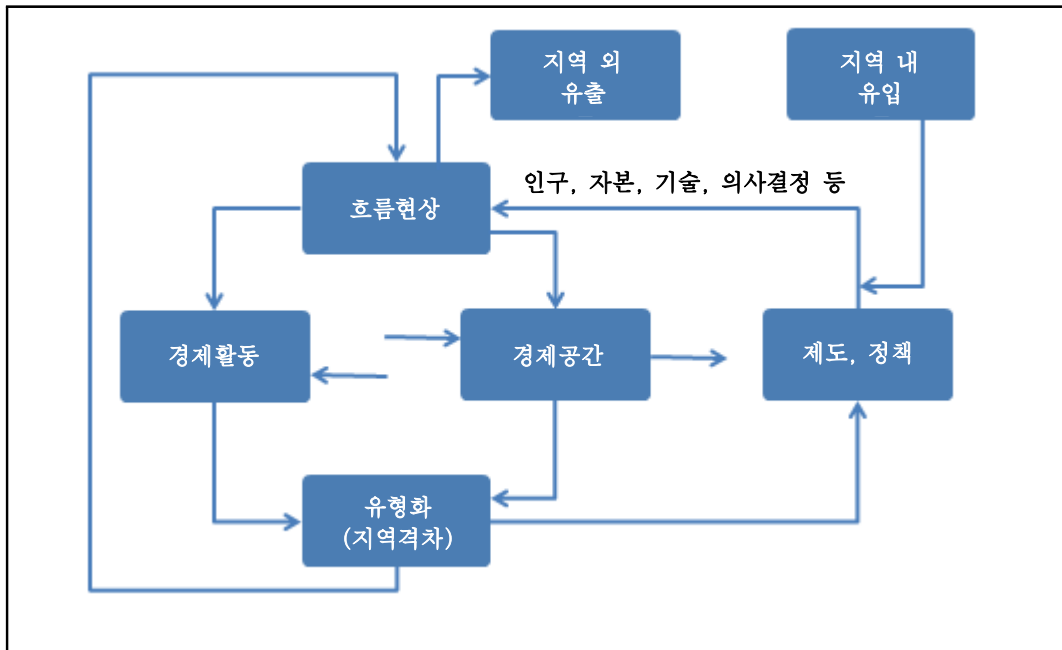 지역 외
유출
지역 내
유입
인구, 자본, 기술, 의사결정 등
흐름현상
경제활동
경제공간
제도, 정책
유형화
(지역격차)